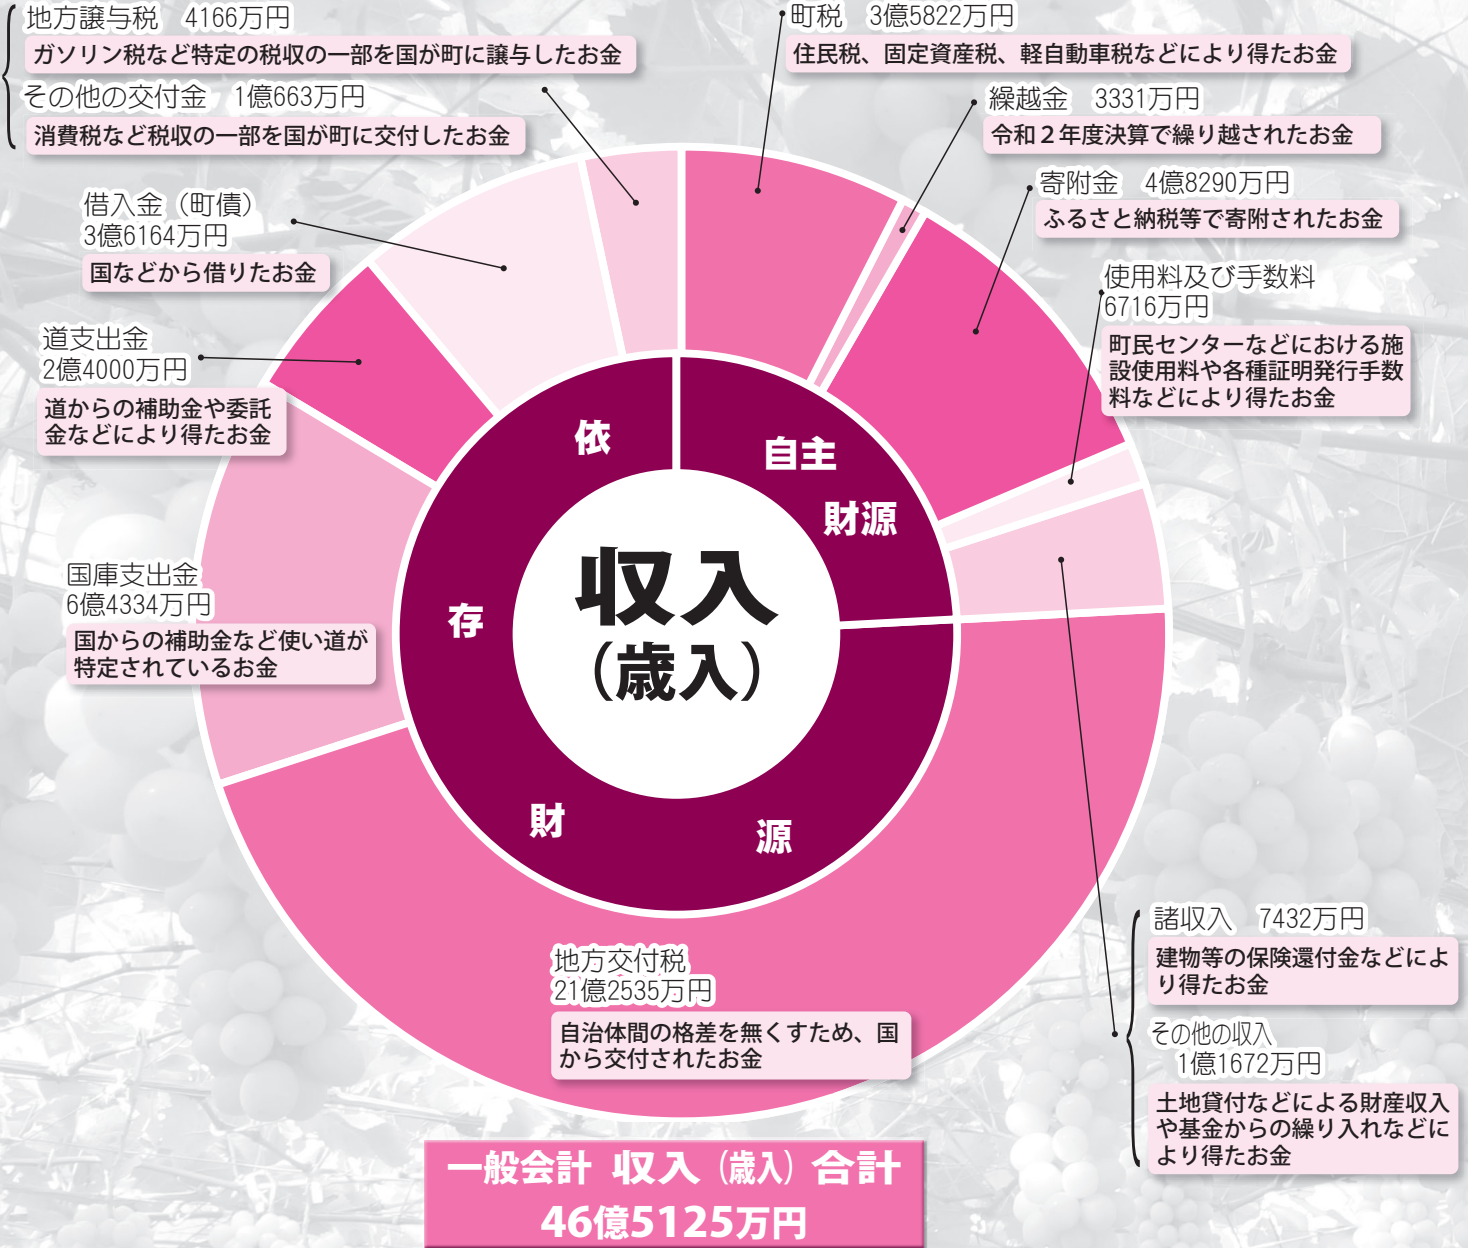 地方譲与税　4166万円
ガソリン税など特定の税収の一部を国が町に譲与したお金
その他の交付金　1億663万円
消費税など税収の一部を国が町に交付したお金
町税　3億5822万円
住民税、固定資産税、軽自動車税などにより得たお金
繰越金　3331万円
令和２年度決算で繰り越されたお金
寄附金　4億8290万円
ふるさと納税等で寄附されたお金
使用料及び手数料
6716万円
町民センターなどにおける施
設使用料や各種証明発行手数
料などにより得たお金
借入金（町債）
3億6164万円
国などから借りたお金
道支出金
2億4000万円
道からの補助金や委託
金などにより得たお金
国庫支出金
6億4334万円
国からの補助金など使い道が
特定されているお金
自主
財源
依
存
財
源
収入
（歳入）
地方交付税
21億2535万円
自治体間の格差を無くすため、国
から交付されたお金
諸収入　7432万円
建物等の保険還付金などによ
り得たお金
その他の収入
1億1672万円
土地貸付などによる財産収入
や基金からの繰り入れなどに
より得たお金
一般会計 収入（歳入）合計
46億5125万円